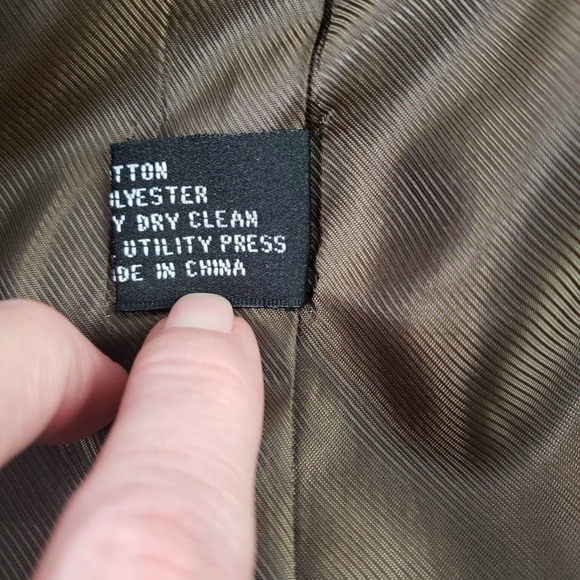 TTON
LYESTER
Y DRY CLEAN
UTILITY PRESS
DE IN CHINA